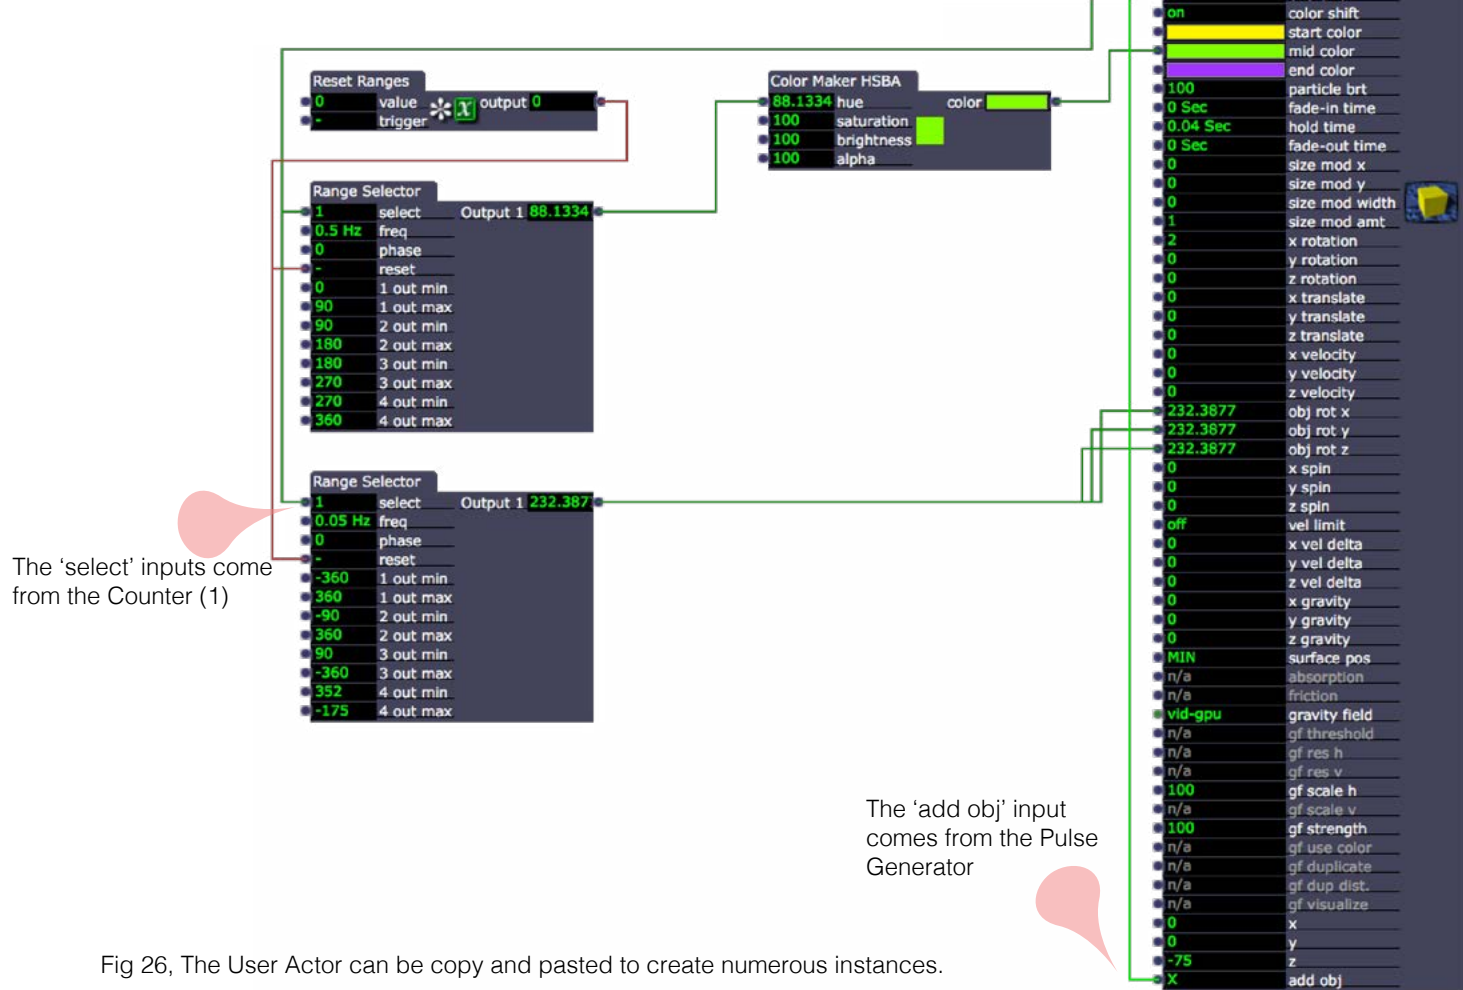 Reset Ranges
0 value output 0
- trigger
Range Selector
1 select Output 1 88.1334
0.5 Hz freq
0 phase
- reset
0 1 out min
90 1 out max
90 2 out min
180 2 out max
180 3 out min
270 3 out max
270 4 out min
360 4 out max
Range Selector
1 select Output 1 232.387
0.05 Hz freq
0 phase
- reset
-360 1 out min
360 1 out max
-90 2 out min
360 2 out max
90 3 out min
-360 3 out max
352 4 out min
-175 4 out max
The ‘select’ inputs come
from the Counter (1)
Color Maker HSBA
88.1334 hue color
100 saturation
100 brightness
100 alpha
on color shift
start color
mid color
end color
100 particle brt
0 Sec fade-in time
0.04 Sec hold time
0 Sec fade-out time
0 size mod x
0 size mod y
0 size mod width
1 size mod amt
2 x rotation
0 y rotation
0 z rotation
0 x translate
0 y translate
0 z translate
0 x velocity
0 y velocity
0 z velocity
232.3877 obj rot x
232.3877 obj rot y
232.3877 obj rot z
0 x spin
0 y spin
0 z spin
off vel limit
0 x vel delta
0 y vel delta
0 z vel delta
0 x gravity
0 y gravity
0 z gravity
MIN surface pos
n/a absorption
n/a friction
vid-gpu gravity field
n/a gf threshold
n/a gf res h
n/a gf res v
100 gf scale h
n/a gf scale v
100 gf strength
n/a gf use color
n/a gf duplicate
n/a gf dup dist.
n/a gf visualize
0 x
0 y
-75 z
X add obj
The ‘add obj’ input
comes from the Pulse
Generator
Fig 26, The User Actor can be copy and pasted to create numerous instances.